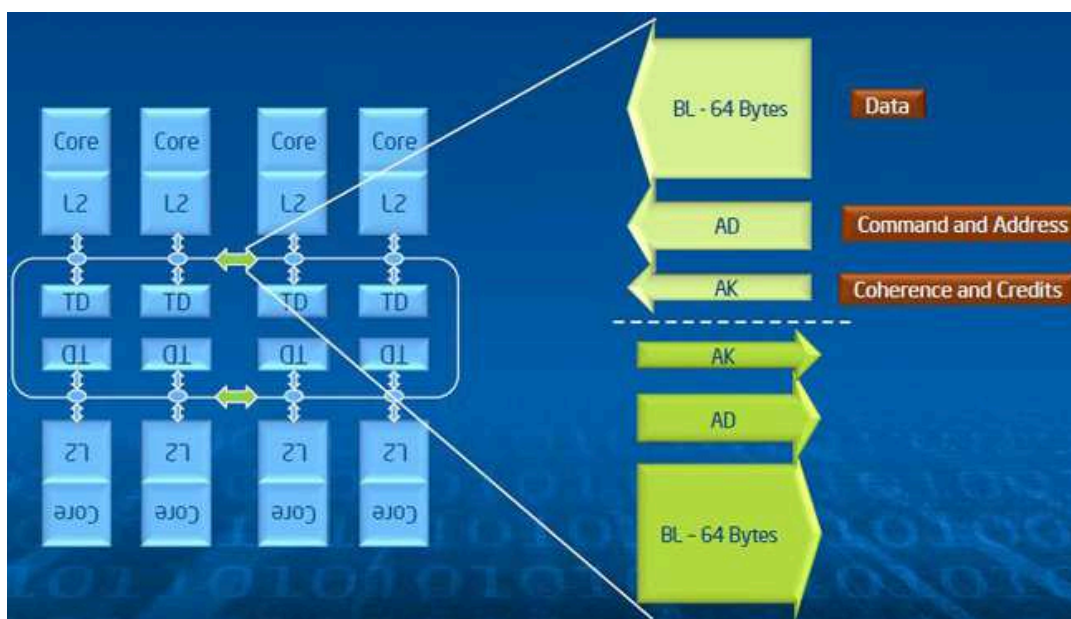 Core Core Core Core
L2 L2 L2 L2
TD TD TD TD
TD TD TD TD
L2 L2 L2 L2
Core Core Core Core
BL - 64 Bytes
Data
AD
Command and Address
AK
Coherence and Credits
AK
AD
BL - 64 Bytes